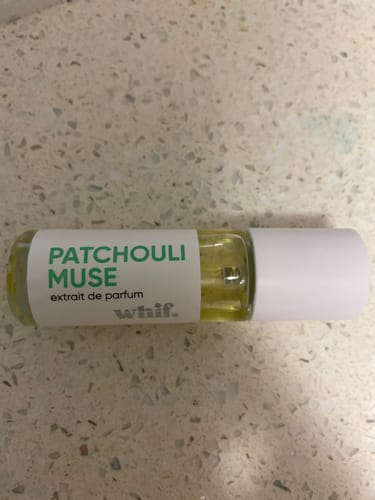 PATCHOULI
MUSE
extrait de parfum
whif.